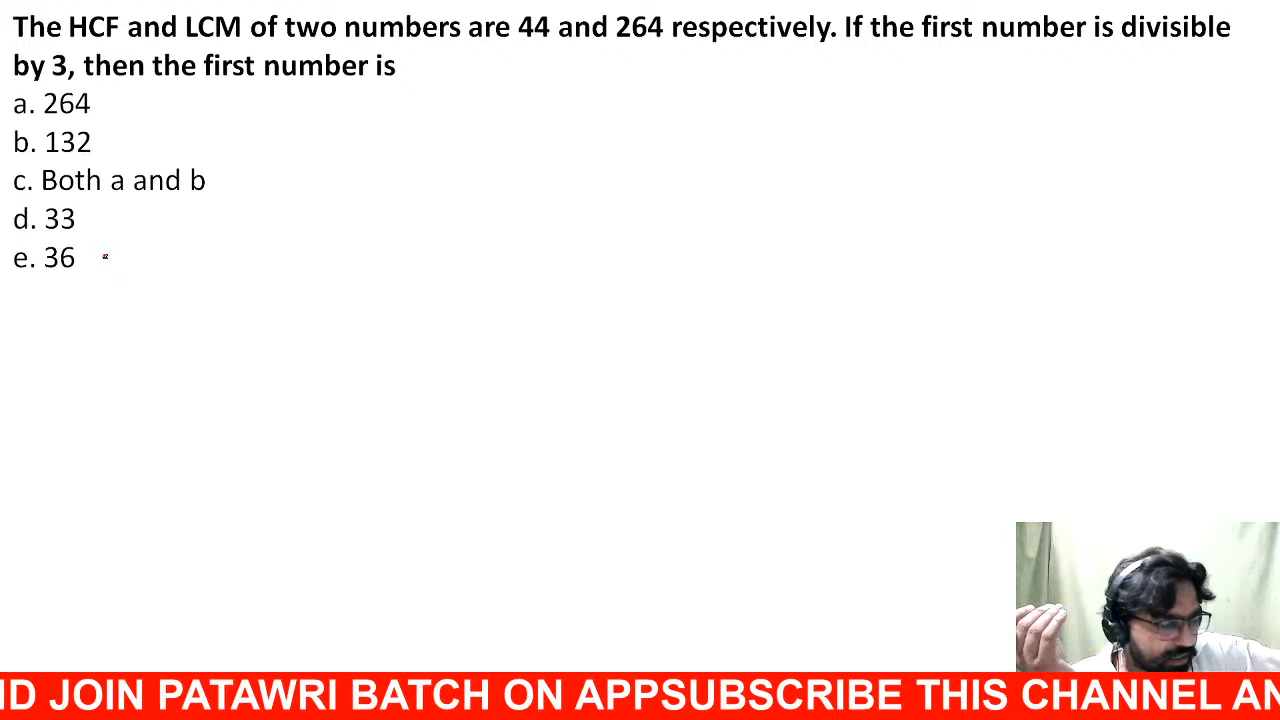 The HCF and LCM of two numbers are 44 and 264 respectively. If the first number is divisible
by 3, then the first number is
a. 264
b. 132
c. Both a and b
d. 33
e. 36
ND JOIN PATAWRI BATCH ON APPSUBSCRIBE THIS CHANNEL AN